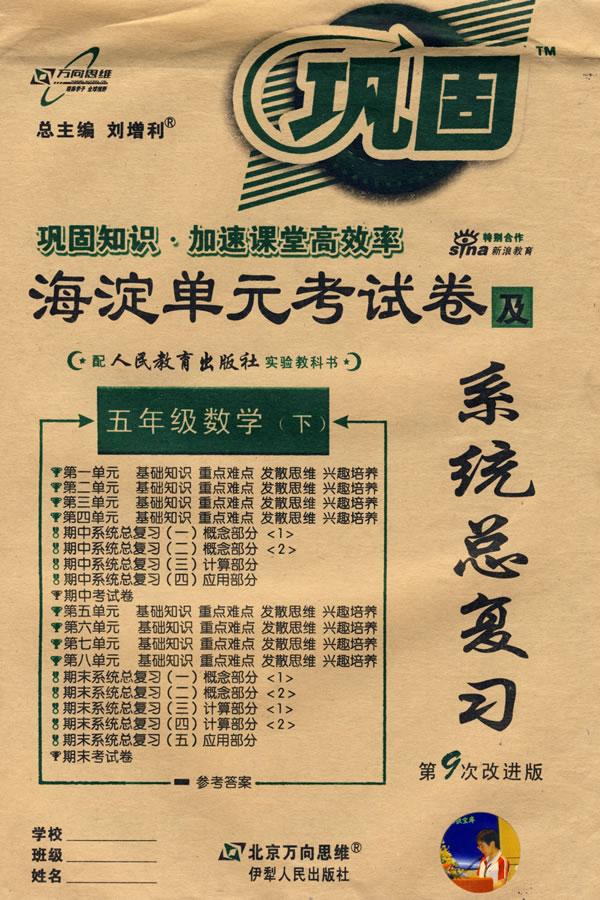 巩固™
万向思维
总主编 刘增利®
巩固知识·加速课堂高效率
特别合作
sina 新浪教育
海淀单元考试卷及
系统总复习
配人民教育出版社实验教科书
五年级数学（下）
第一单元 基础知识 重点难点 发散思维 兴趣培养
第二单元 基础知识 重点难点 发散思维 兴趣培养
第三单元 基础知识 重点难点 发散思维 兴趣培养
第四单元 基础知识 重点难点 发散思维 兴趣培养
期中系统总复习（一）概念部分 <1>
期中系统总复习（二）概念部分 <2>
期中系统总复习（三）计算部分
期中系统总复习（四）应用部分
期中考试卷
第五单元 基础知识 重点难点 发散思维 兴趣培养
第六单元 基础知识 重点难点 发散思维 兴趣培养
第七单元 基础知识 重点难点 发散思维 兴趣培养
第八单元 基础知识 重点难点 发散思维 兴趣培养
期末系统总复习（一）概念部分 <1>
期末系统总复习（二）概念部分 <2>
期末系统总复习（三）计算部分 <1>
期末系统总复习（四）计算部分 <2>
期末系统总复习（五）应用部分
期末考试卷
参考答案
第9次改进版
学校
班级
姓名
北京万向思维®
伊犁人民出版社